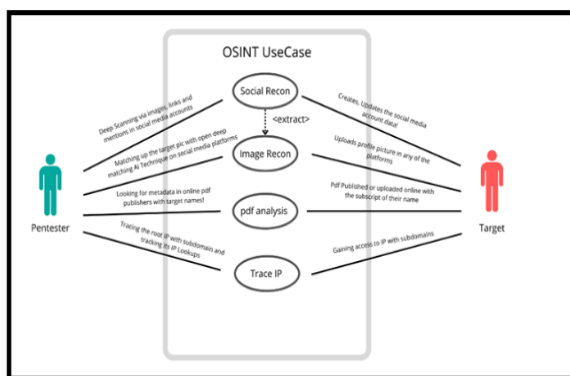 OSINT UseCase
Social Recon
<extract>
Image Recon
pdf analysis
Trace IP
Pentester
Target
Deep Scanning via images, links and
mentions in social media accounts
Matching up the target pic with open deep
matching AI Technique on social media platforms
Looking for metadata in online pdf
publishers with target names!
Tracing the root IP with subdomain and
tracking its IP Lookups
Creates, Updates the social media
account data!
Uploads profile picture in any of the
platforms
Pdf Published or uploaded online with
the subscript of their name
Gaining access to IP with subdomains